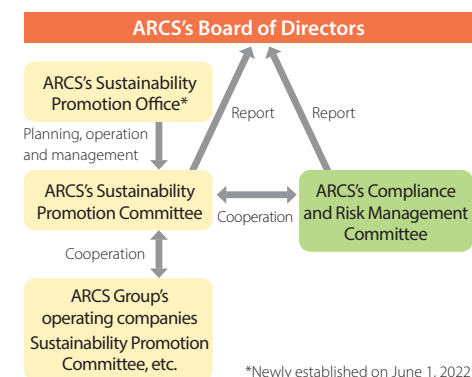 ARCS's Board of Directors
ARCS's Sustainability
Promotion Office*
Planning, operation
and management
Report
Report
ARCS's Sustainability
Promotion Committee
Cooperation
ARCS's Compliance
and Risk Management
Committee
Cooperation
ARCS Group's
operating companies
Sustainability Promotion
Committee, etc.
*Newly established on June 1, 2022